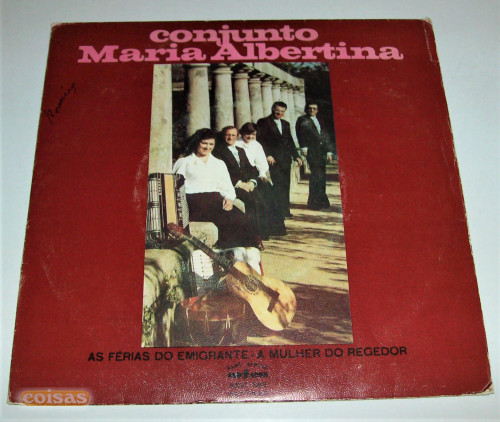 conjunto
Maria Albertina
AS FÉRIAS DO EMIGRANTE - A MULHER DO REGEDOR
coisas